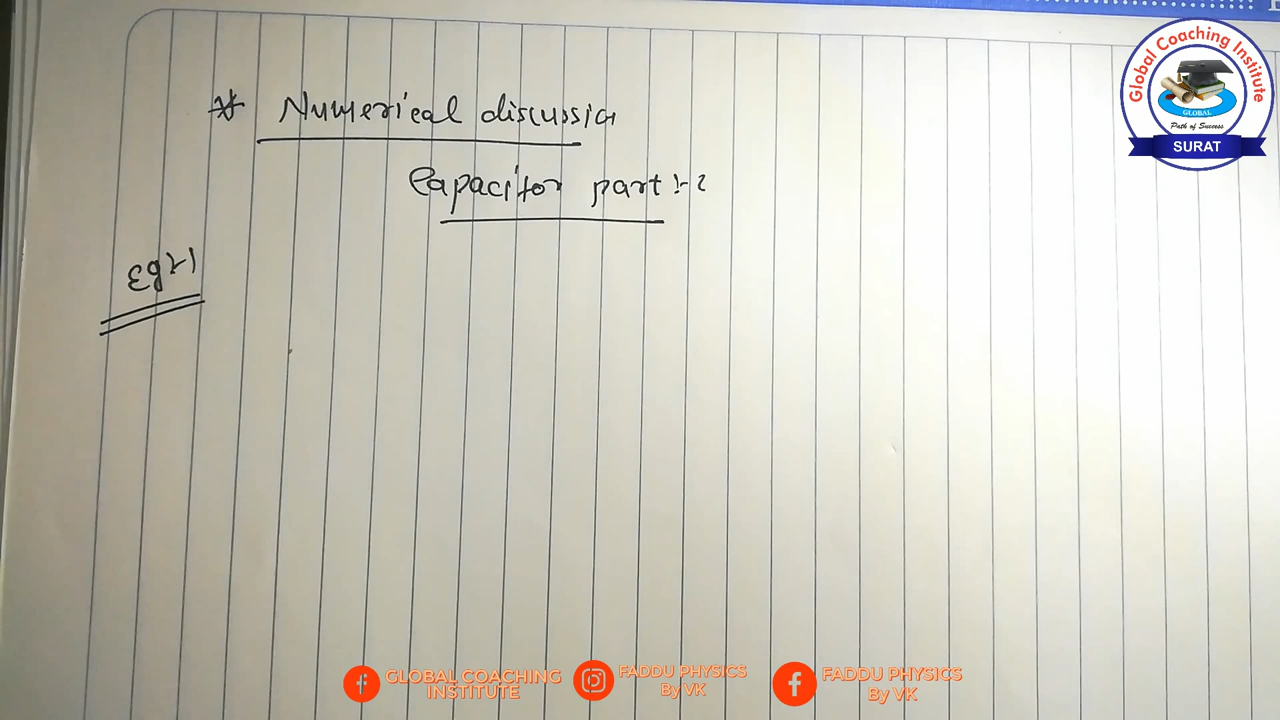 * Numerical discussion
Capacitor part :- 2
Eg :- 1
Global Coaching Institute
GLOBAL
Path of Success
SURAT
GLOBAL COACHING
INSTITUTE
FADDU PHYSICS
By VK
FADDU PHYSICS
By VK